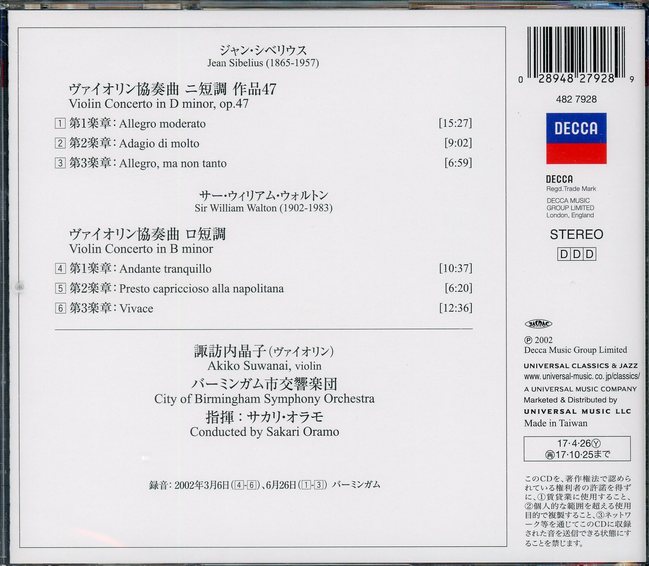 ジャン・シベリウス
Jean Sibelius (1865-1957)
ヴァイオリン協奏曲 ニ短調 作品47
Violin Concerto in D minor, op.47
1 第1楽章：Allegro moderato [15:27]
2 第2楽章：Adagio di molto [9:02]
3 第3楽章：Allegro, ma non tanto [6:59]
サー・ウィリアム・ウォルトン
Sir William Walton (1902-1983)
ヴァイオリン協奏曲 ロ短調
Violin Concerto in B minor
4 第1楽章：Andante tranquillo [10:37]
5 第2楽章：Presto capriccioso alla napolitana [6:20]
6 第3楽章：Vivace [12:36]
諏訪内晶子（ヴァイオリン）
Akiko Suwanai, violin
バーミンガム市交響楽団
City of Birmingham Symphony Orchestra
指揮：サカリ・オラモ
Conducted by Sakari Oramo
録音：2002年3月6日（4-6）、6月26日（1-3） バーミンガム
0 28948 27928 9
482 7928
DECCA
DECCA
Regd.Trade Mark
DECCA MUSIC
GROUP LIMITED
London, England
STEREO
DDD
℗ 2002
Decca Music Group Limited
UNIVERSAL CLASSICS & JAZZ
www.universal-music.co.jp/classics/
A UNIVERSAL MUSIC COMPANY
Marketed & Distributed by
UNIVERSAL MUSIC LLC
Made in Taiwan
17・4・26Ⓨ
㋐17・10・25まで
このCDを、著作権法で認めら
れている権利者の許諾を得ず
に、①賃貸業に使用すること、
②個人的な範囲を超える使用
目的で複製すること、③ネットワ
ーク等を通じてこのCDに収録
された音を送信できる状態にす
ることを禁じます。